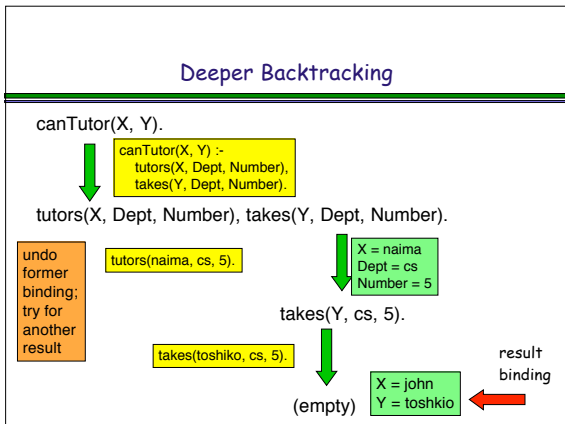 Deeper Backtracking
canTutor(X, Y).
canTutor(X, Y) :-
tutors(X, Dept, Number),
takes(Y, Dept, Number).
tutors(X, Dept, Number), takes(Y, Dept, Number).
undo
former
binding;
try for
another
result
tutors(naima, cs, 5).
X = naima
Dept = cs
Number = 5
takes(Y, cs, 5).
takes(toshiko, cs, 5).
(empty)
X = john
Y = toshkio
result
binding